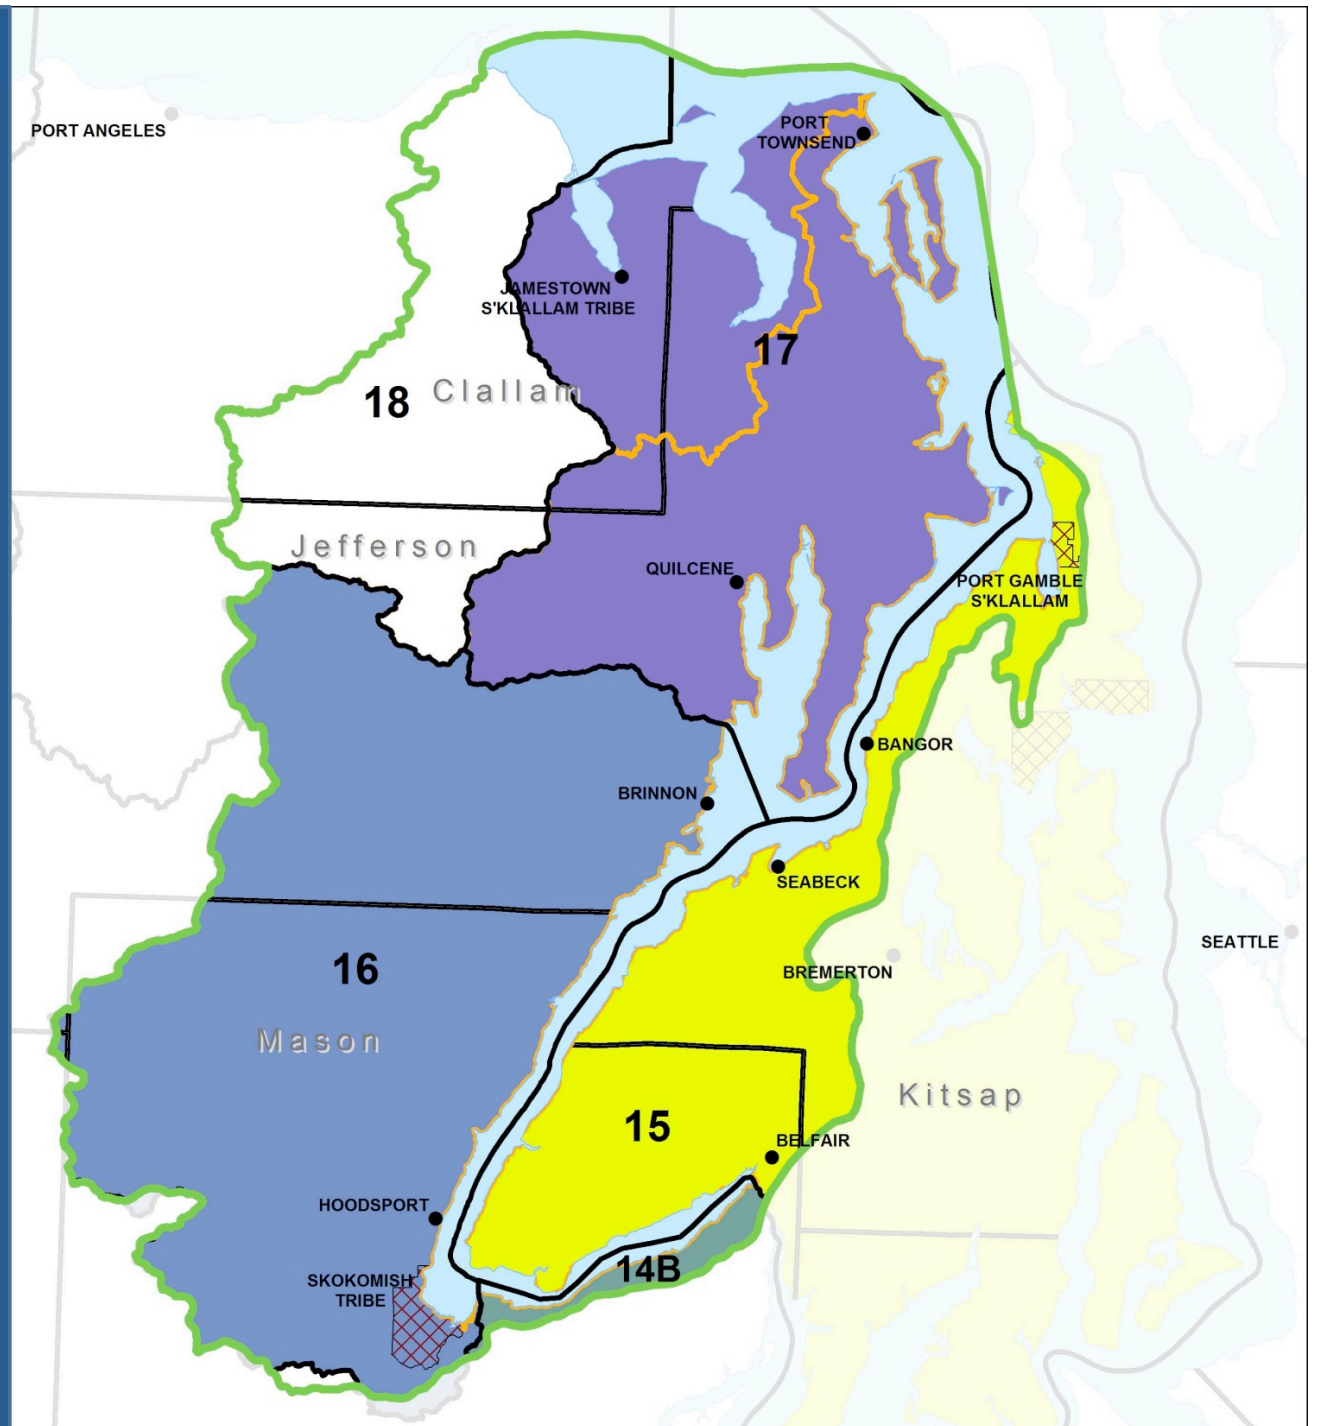 PORT ANGELES
PORT
TOWNSEND
JAMESTOWN
S'KLALLAM TRIBE
17
18
Clallam
Jefferson
QUILCENE
PORT GAMBLE
S'KLALLAM
BANGOR
BRINNON
SEABECK
SEATTLE
16
BREMERTON
Mason
Kitsap
15
BELFAIR
HOODSPORT
14B
SKOKOMISH
TRIBE